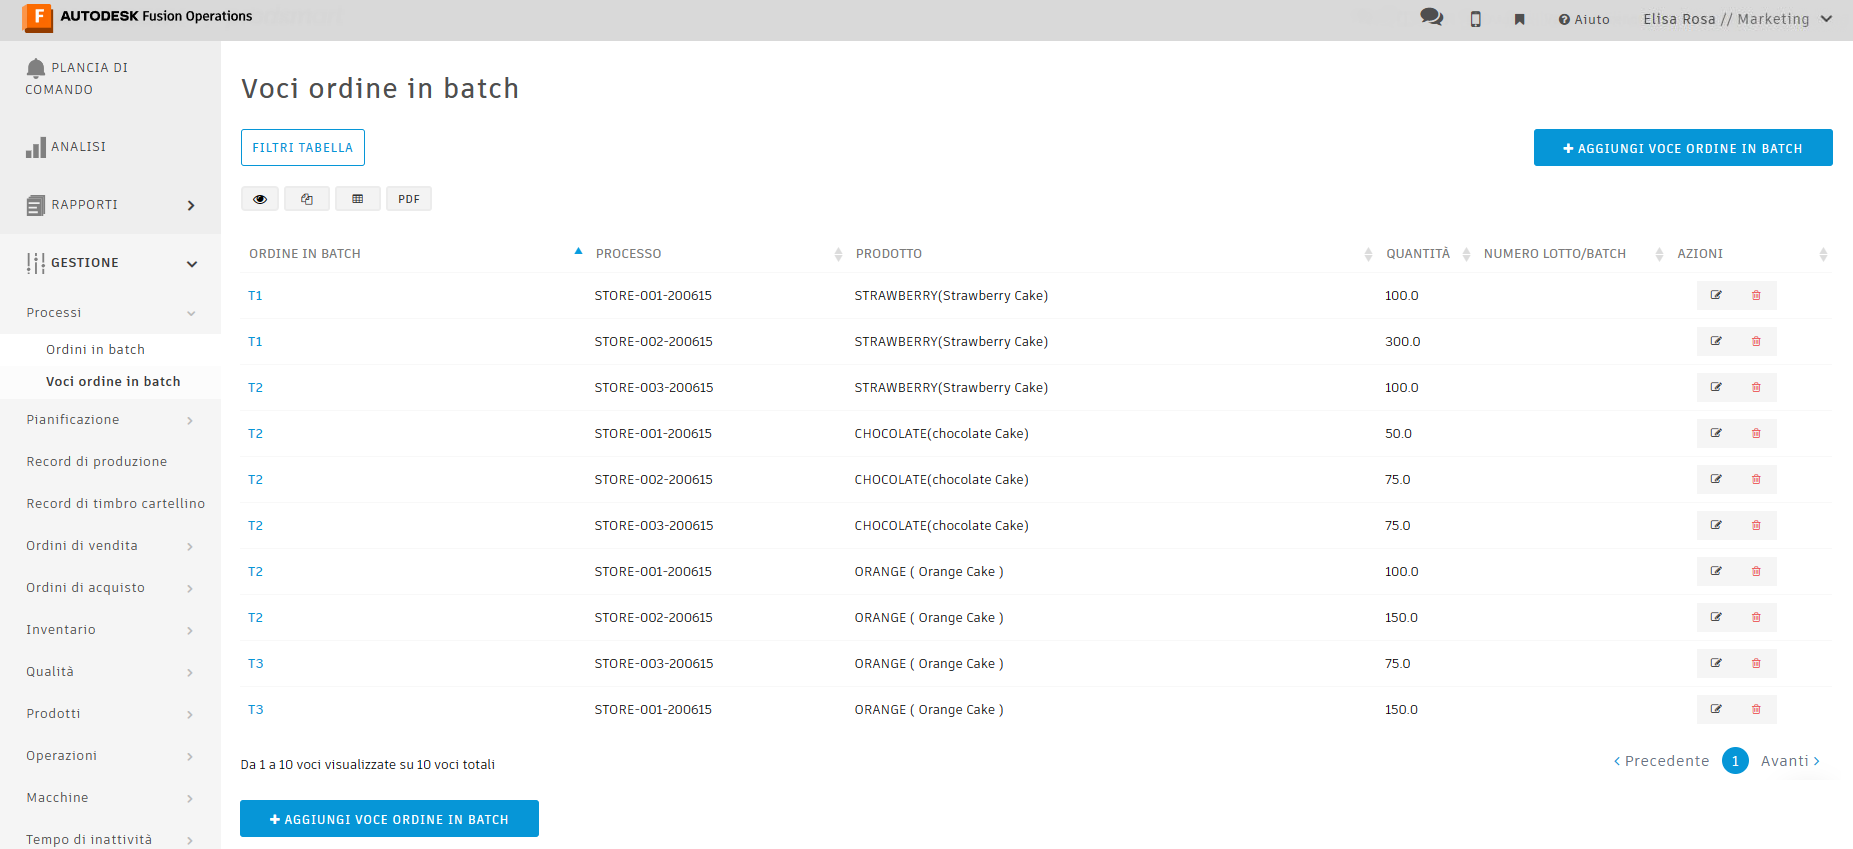 AUTODESK Fusion Operations
Aiuto
Elisa Rosa // Marketing
PLANCIA DI
COMANDO
ANALISI
RAPPORTI
GESTIONE
Processi
Ordini in batch
Voci ordine in batch
Pianificazione
Record di produzione
Record di timbro cartellino
Ordini di vendita
Ordini di acquisto
Inventario
Qualità
Prodotti
Operazioni
Macchine
Tempo di inattività
Voci ordine in batch
FILTRI TABELLA
+ AGGIUNGI VOCE ORDINE IN BATCH
PDF
ORDINE IN BATCH PROCESSO PRODOTTO QUANTITÀ NUMERO LOTTO/BATCH AZIONI
T1 STORE-001-200615 STRAWBERRY(Strawberry Cake) 100.0
T1 STORE-002-200615 STRAWBERRY(Strawberry Cake) 300.0
T2 STORE-003-200615 STRAWBERRY(Strawberry Cake) 100.0
T2 STORE-001-200615 CHOCOLATE(chocolate Cake) 50.0
T2 STORE-002-200615 CHOCOLATE(chocolate Cake) 75.0
T2 STORE-003-200615 CHOCOLATE(chocolate Cake) 75.0
T2 STORE-001-200615 ORANGE ( Orange Cake ) 100.0
T2 STORE-002-200615 ORANGE ( Orange Cake ) 150.0
T3 STORE-003-200615 ORANGE ( Orange Cake ) 75.0
T3 STORE-001-200615 ORANGE ( Orange Cake ) 150.0
Da 1 a 10 voci visualizzate su 10 voci totali
‹ Precedente 1 Avanti ›
+ AGGIUNGI VOCE ORDINE IN BATCH